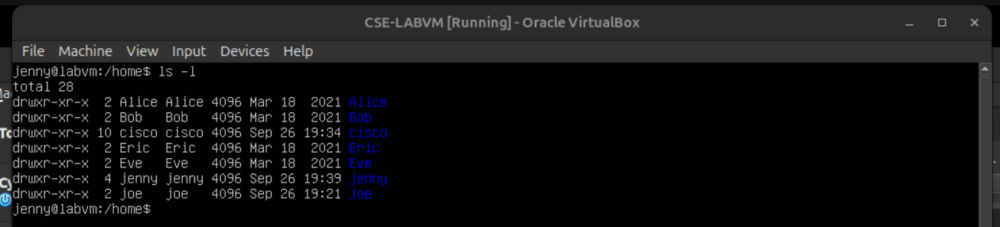 CSE-LABVM [Running] - Oracle VirtualBox
File Machine View Input Devices Help
jenny@labvm:/home$ ls -l
total 28
drwxr-xr-x  2 Alice Alice 4096 Mar 18  2021 Alice
drwxr-xr-x  2 Bob   Bob   4096 Mar 18  2021 Bob
drwxr-xr-x 10 cisco cisco 4096 Sep 26 19:34 cisco
drwxr-xr-x  2 Eric  Eric  4096 Mar 18  2021 Eric
drwxr-xr-x  2 Eve   Eve   4096 Mar 18  2021 Eve
drwxr-xr-x  4 jenny jenny 4096 Sep 26 19:39 jenny
drwxr-xr-x  2 joe   joe   4096 Sep 26 19:21 joe
jenny@labvm:/home$